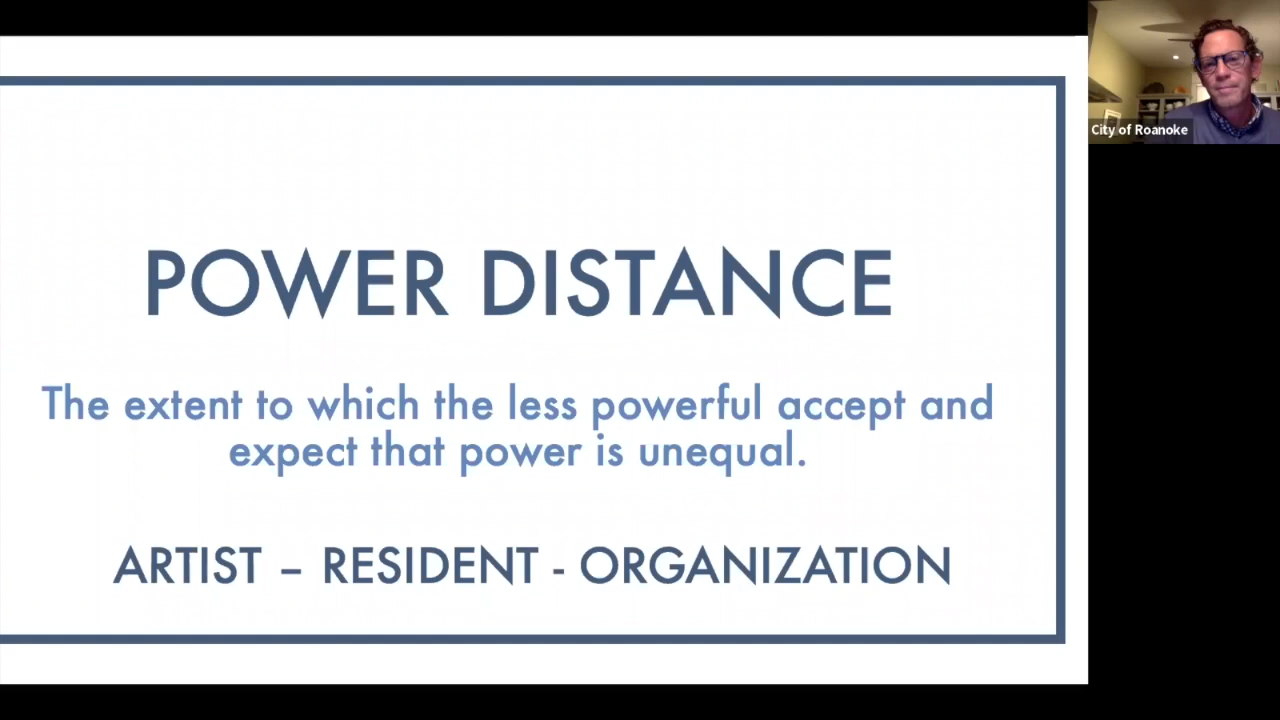 POWER DISTANCE
The extent to which the less powerful accept and
expect that power is unequal.
ARTIST – RESIDENT - ORGANIZATION
City of Roanoke